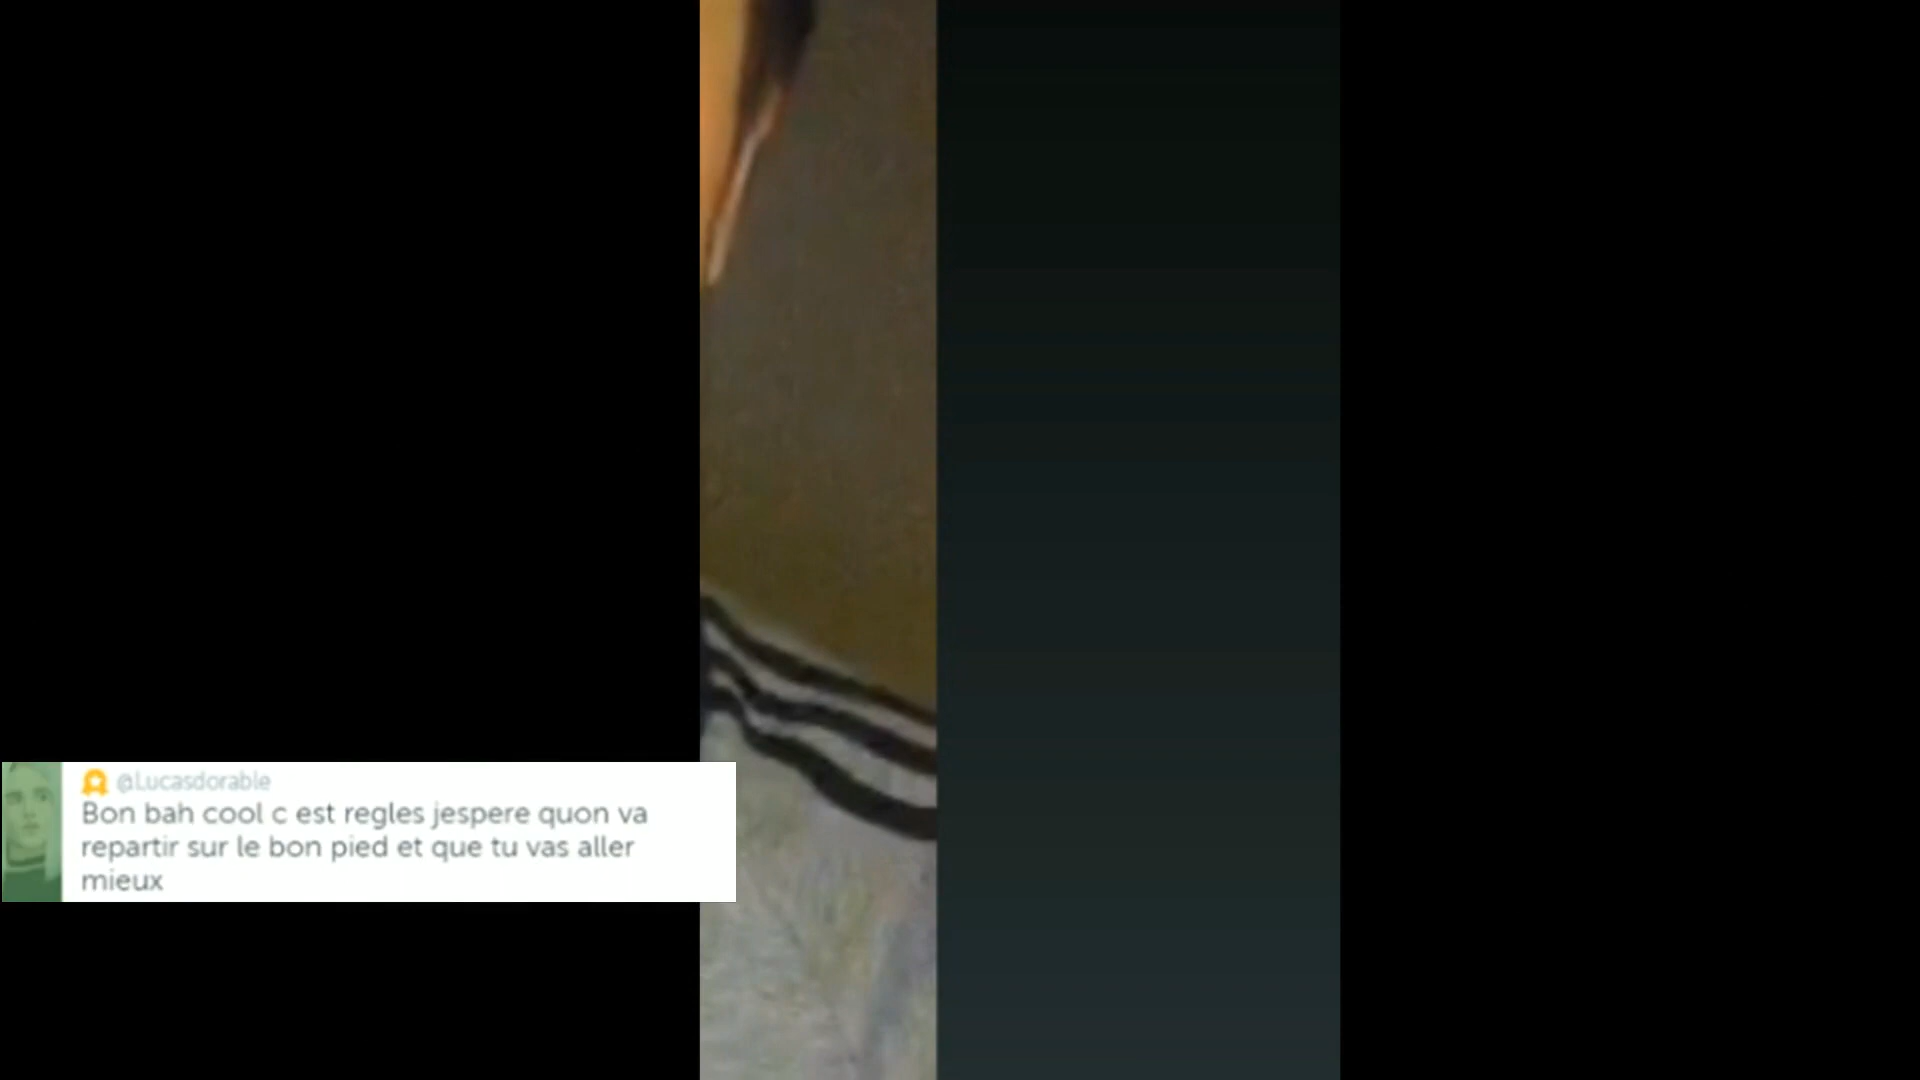 @Lucasdorable
Bon bah cool c est regles jespere quon va
repartir sur le bon pied et que tu vas aller
mieux